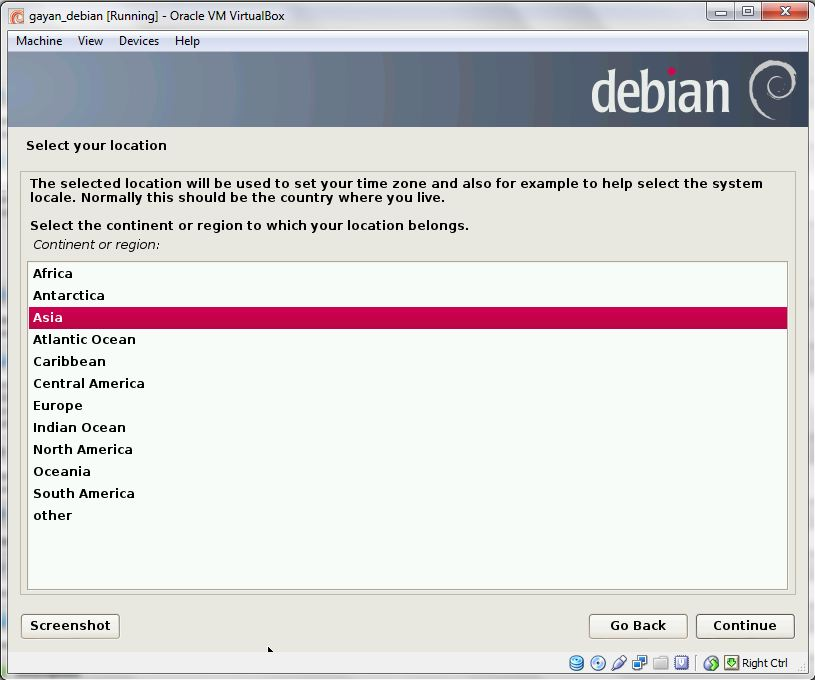 gayan_debian [Running] - Oracle VM VirtualBox
Machine View Devices Help
debian
Select your location
The selected location will be used to set your time zone and also for example to help select the system
locale. Normally this should be the country where you live.
Select the continent or region to which your location belongs.
Continent or region:
Africa
Antarctica
Asia
Atlantic Ocean
Caribbean
Central America
Europe
Indian Ocean
North America
Oceania
South America
other
Screenshot Go Back Continue
Right Ctrl